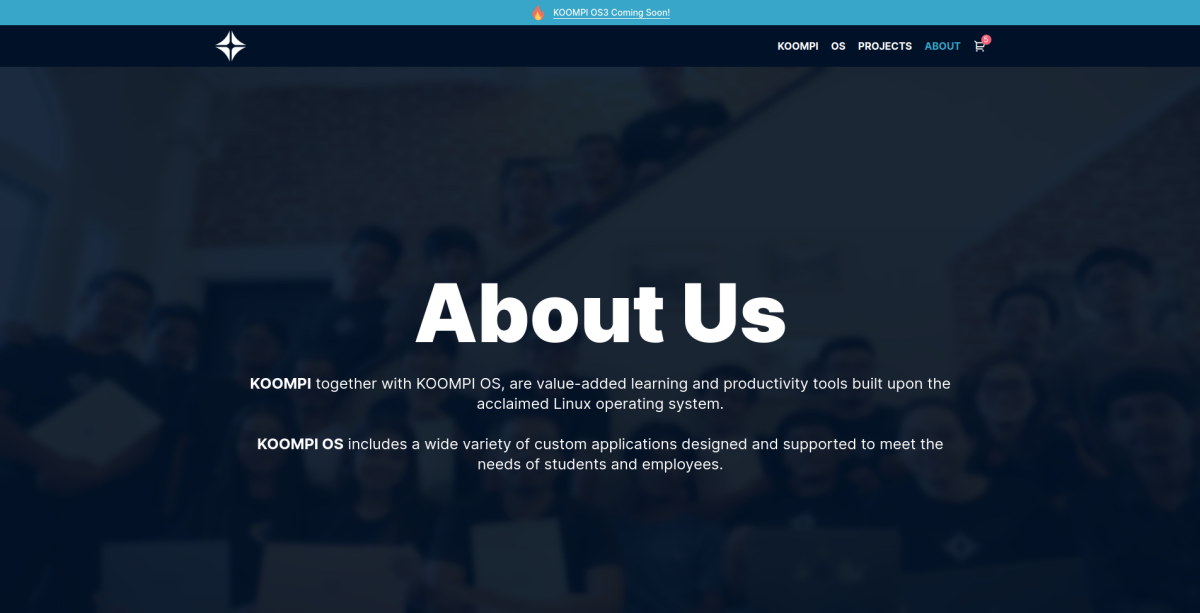 KOOMPI OS3 Coming Soon!
KOOMPI OS PROJECTS ABOUT 5
About Us
KOOMPI together with KOOMPI OS, are value-added learning and productivity tools built upon the
acclaimed Linux operating system.
KOOMPI OS includes a wide variety of custom applications designed and supported to meet the
needs of students and employees.